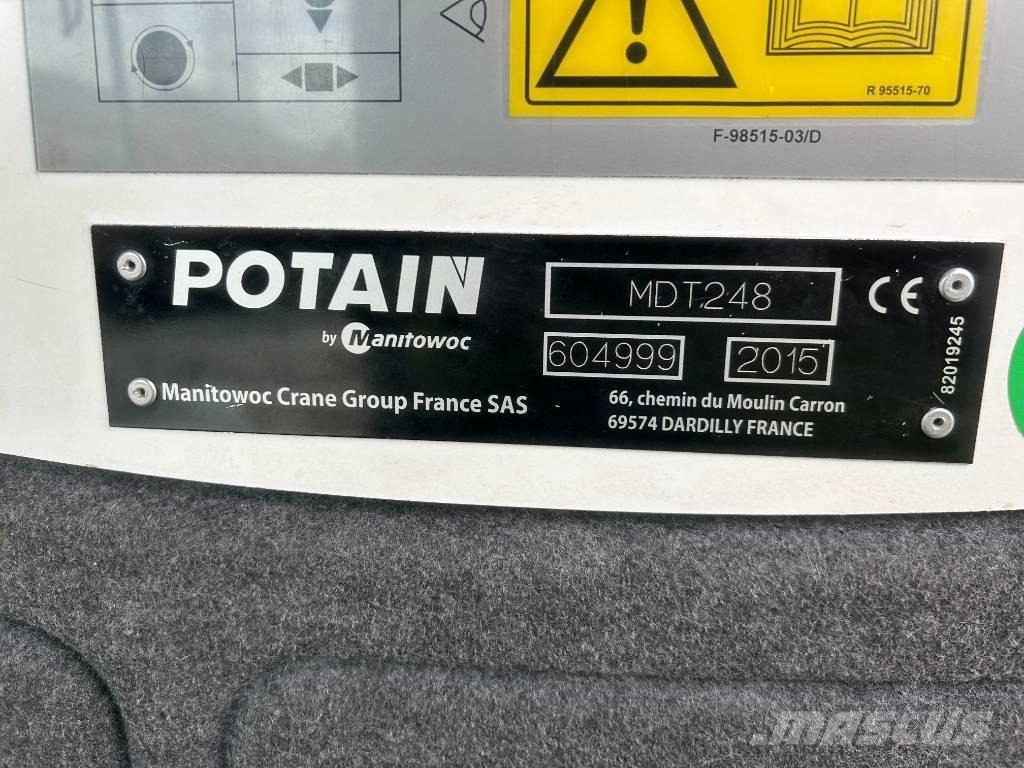 R 95515-70
F-98515-03/D
POTAIN
by Manitowoc
MDT248
604999 2015
CE
82019245
Manitowoc Crane Group France SAS
66, chemin du Moulin Carron
69574 DARDILLY FRANCE
MASCUS